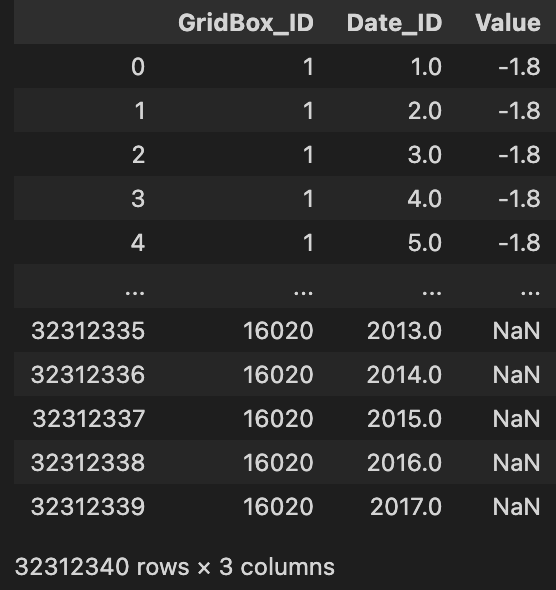 GridBox_ID Date_ID Value
0 1 1.0 -1.8
1 1 2.0 -1.8
2 1 3.0 -1.8
3 1 4.0 -1.8
4 1 5.0 -1.8
... ... ... ...
32312335 16020 2013.0 NaN
32312336 16020 2014.0 NaN
32312337 16020 2015.0 NaN
32312338 16020 2016.0 NaN
32312339 16020 2017.0 NaN
32312340 rows × 3 columns